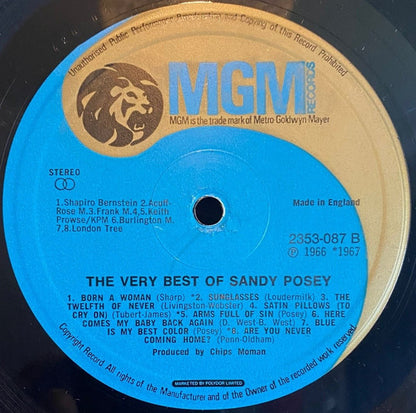 Unauthorised Public Performance Broadcasting and Copying of this Record Prohibited.
MGM
RECORDS
MGM is the trade mark of Metro Goldwyn Mayer
STEREO
1.Shapiro Bernstein 2.Acuff-
Rose M.3.Frank M.4,5.Keith
Prowse/KPM 6.Burlington M.
7,8.London Tree
Made in England
2353-087 B
℗ 1966 *1967
THE VERY BEST OF SANDY POSEY
1. BORN A WOMAN (Sharp) *2. SUNGLASSES (Loudermilk) 3. THE
TWELFTH OF NEVER (Livingston-Webster) 4. SATIN PILLOWS (TO
CRY ON) (Tubert-James) *5. ARMS FULL OF SIN (Posey) 6. HERE
COMES MY BABY BACK AGAIN (D. West-B. West) 7. BLUE
IS MY BEST COLOR (Posey) *8. ARE YOU NEVER
COMING HOME? (Penn-Oldham)
Produced by Chips Moman
MARKETED BY POLYDOR LIMITED
Copyright Record All rights of the Manufacturer and of the Owner of the recorded work reserved